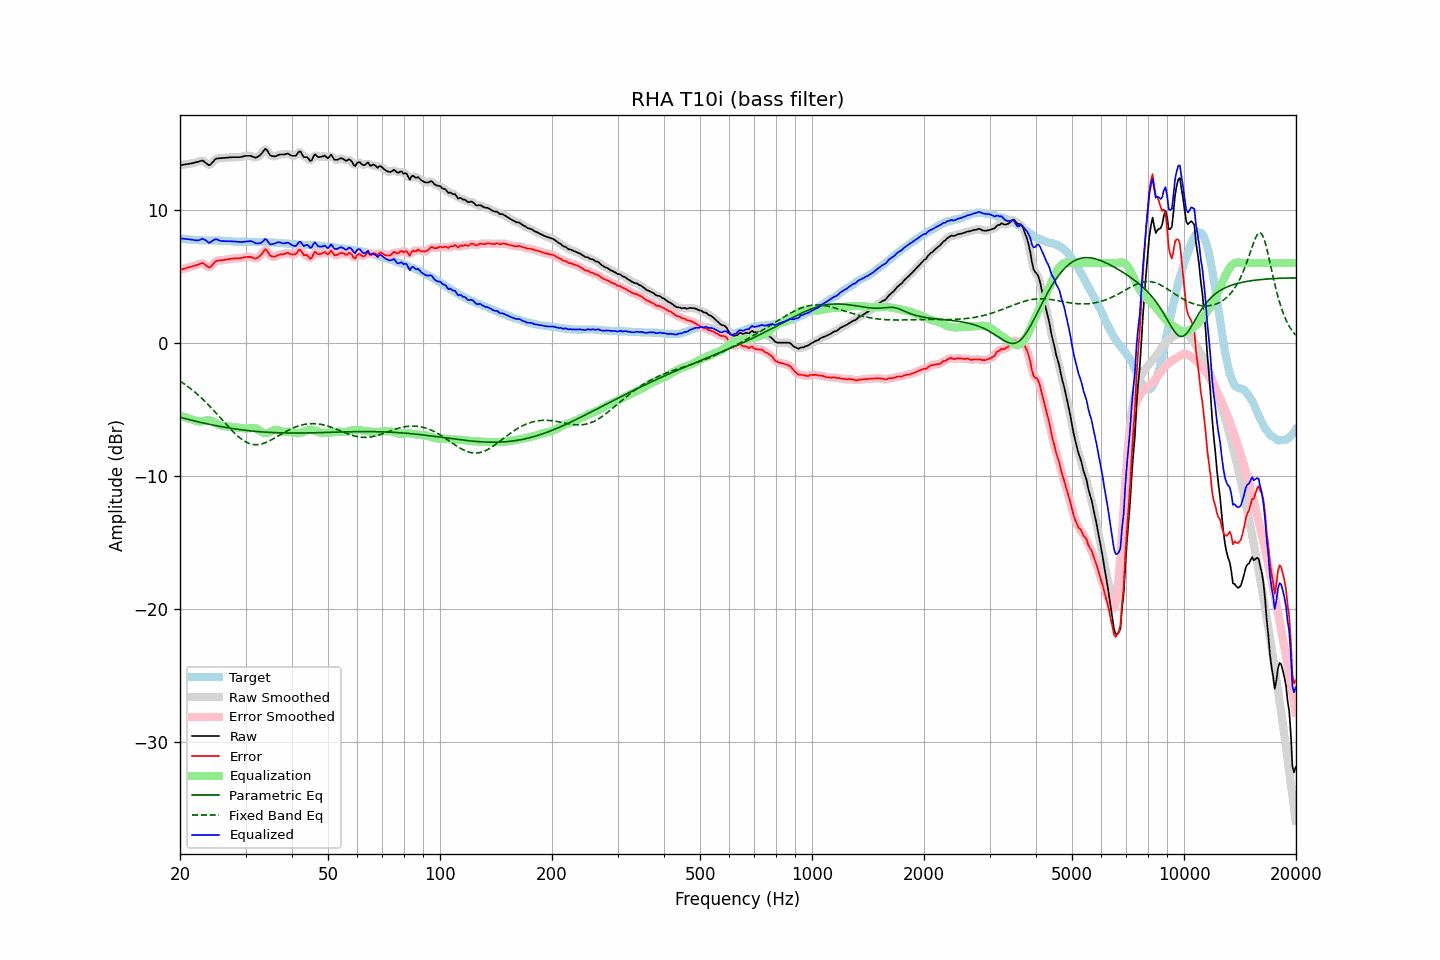 RHA T10i (bass filter)
Amplitude (dBr)
10
0
−10
−20
−30
Target
Raw Smoothed
Error Smoothed
Raw
Error
Equalization
Parametric Eq
Fixed Band Eq
Equalized
20 50 100 200 500 1000 2000 5000 10000 20000
Frequency (Hz)